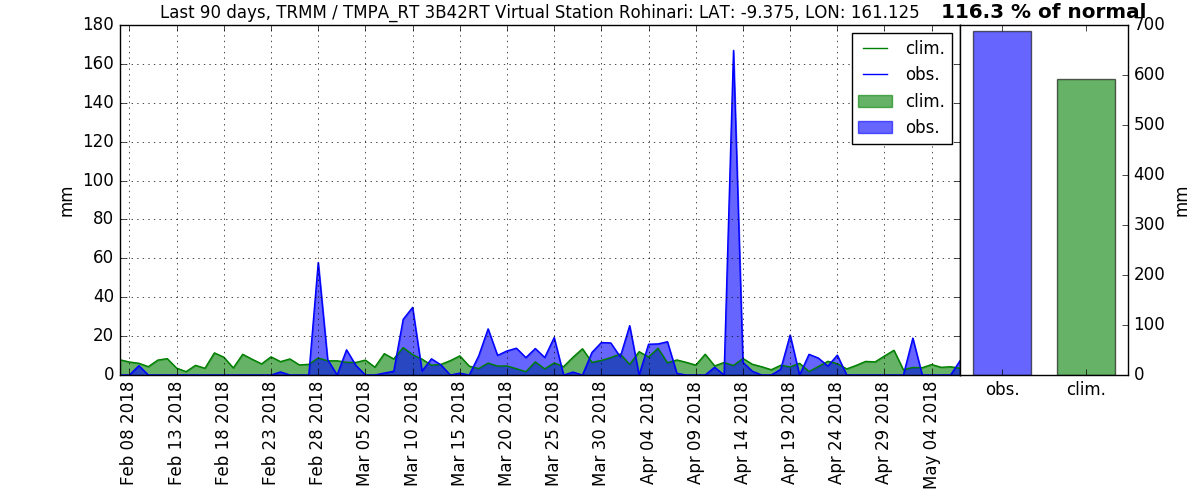 Last 90 days, TRMM / TMPA_RT 3B42RT Virtual Station Rohinari: LAT: -9.375, LON: 161.125
116.3 % of normal
180
160
140
120
100
80
60
40
20
0
mm
clim.
obs.
clim.
obs.
Feb 08 2018
Feb 13 2018
Feb 18 2018
Feb 23 2018
Feb 28 2018
Mar 05 2018
Mar 10 2018
Mar 15 2018
Mar 20 2018
Mar 25 2018
Mar 30 2018
Apr 04 2018
Apr 09 2018
Apr 14 2018
Apr 19 2018
Apr 24 2018
Apr 29 2018
May 04 2018
700
600
500
400
300
200
100
0
mm
obs.
clim.